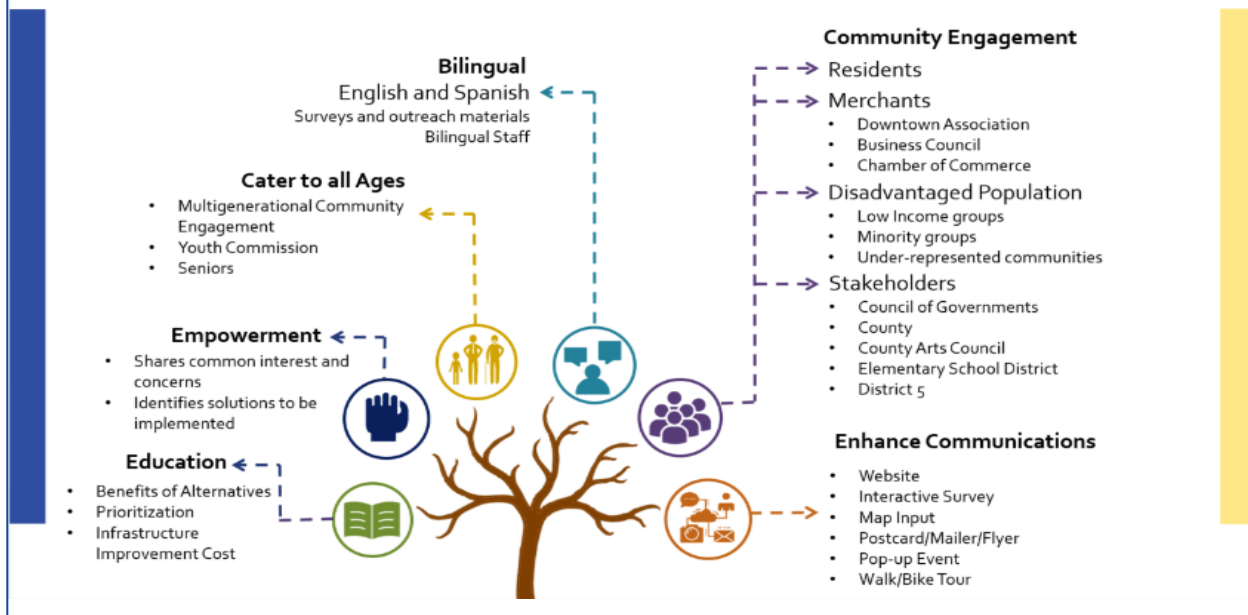 Bilingual
English and Spanish
Surveys and outreach materials
Bilingual Staff
Cater to all Ages
• Multigenerational Community
Engagement
• Youth Commission
• Seniors
Empowerment
• Shares common interest and
concerns
• Identifies solutions to be
implemented
Education
• Benefits of Alternatives
• Prioritization
• Infrastructure
Improvement Cost
Community Engagement
Residents
Merchants
• Downtown Association
• Business Council
• Chamber of Commerce
Disadvantaged Population
• Low Income groups
• Minority groups
• Under-represented communities
Stakeholders
• Council of Governments
• County
• County Arts Council
• Elementary School District
• District 5
Enhance Communications
• Website
• Interactive Survey
• Map Input
• Postcard/Mailer/Flyer
• Pop-up Event
• Walk/Bike Tour